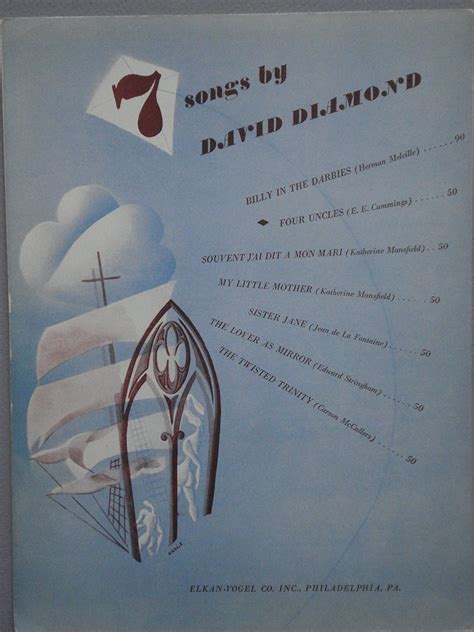 7 songs by
DAVID DIAMOND
BILLY IN THE DARBIES (Herman Melville) ...... 90
FOUR UNCLES (E. E. Cummings) ...... 50
SOUVENT J'AI DIT A MON MARI (Katherine Mansfield) .. 50
MY LITTLE MOTHER (Katherine Mansfield) .... 50
SISTER JANE (Jean de La Fontaine) ...... 50
THE LOVER AS MIRROR (Edward Stringham) ..... 50
THE TWISTED TRINITY (Carson McCullers) ..... 50
ELKAN-VOGEL CO. INC., PHILADELPHIA, PA.